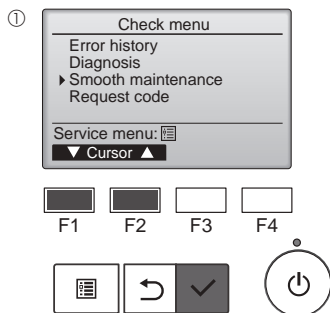 ①
Check menu
Error history
Diagnosis
Smooth maintenance
Request code
Service menu:
▼ Cursor ▲
F1 F2 F3 F4